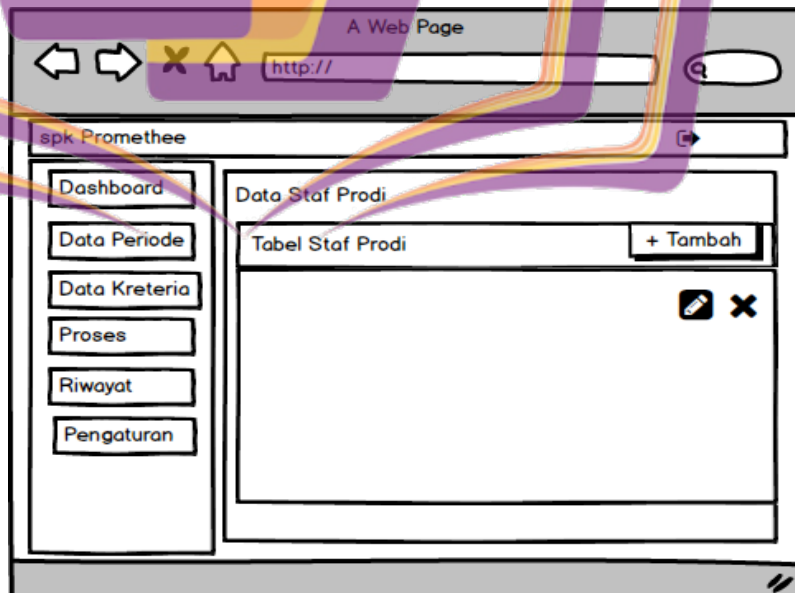 A Web Page
http://
spk Promethee
Dashboard
Data Periode
Data Kreteria
Proses
Riwayat
Pengaturan
Data Staf Prodi
Tabel Staf Prodi
+ Tambah